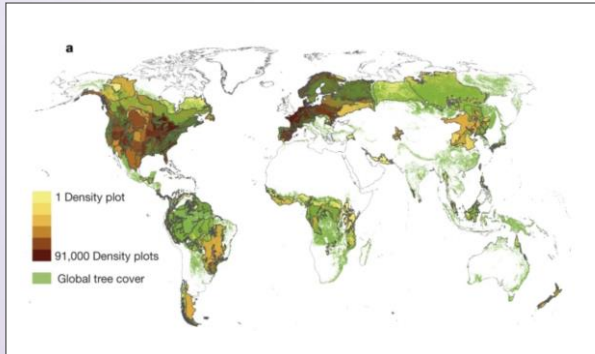 a
1 Density plot
91,000 Density plots
Global tree cover